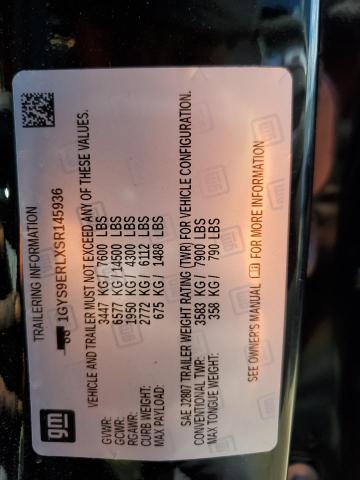 TRAILERING INFORMATION
1GYS9ERLXSR145936
gm
VEHICLE AND TRAILER MUST NOT EXCEED ANY OF THESE VALUES.
GVWR: 3447 KG / 7600 LBS
GCWR: 6577 KG / 14500 LBS
RGAWR: 1950 KG / 4300 LBS
CURB WEIGHT: 2772 KG / 6112 LBS
MAX PAYLOAD: 675 KG / 1488 LBS
SAE J2807 TRAILER WEIGHT RATING (TWR) FOR VEHICLE CONFIGURATION.
CONVENTIONAL TWR: 3583 KG / 7900 LBS
MAX TONGUE WEIGHT: 358 KG / 790 LBS
SEE OWNER'S MANUAL FOR MORE INFORMATION